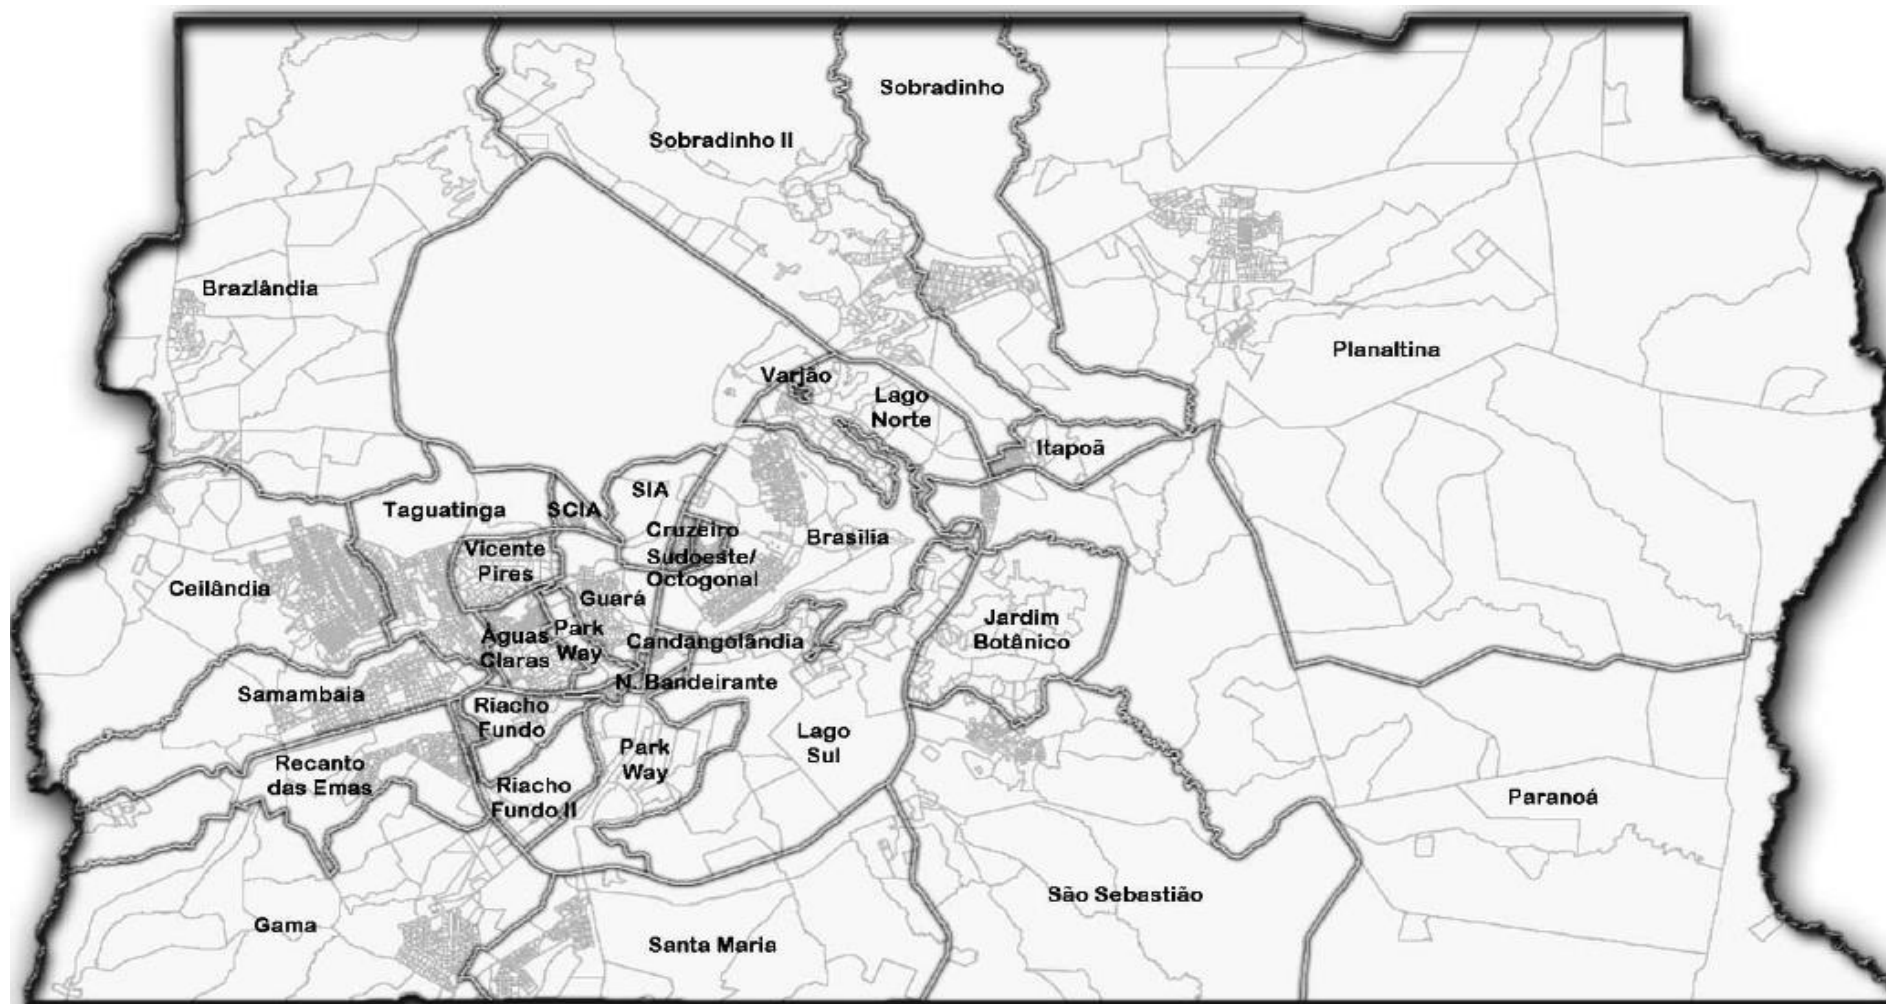 Sobradinho
Sobradinho II
Brazlândia
Planaltina
Varjão
Lago
Norte
Itapoã
SIA
Taguatinga
SCIA
Cruzeiro
Brasília
Vicente
Pires
Sudoeste/
Octogonal
Ceilândia
Guará
Jardim
Botânico
Águas
Claras
Park
Way
Candangolândia
Samambaia
N. Bandeirante
Riacho
Fundo
Lago
Sul
Park
Way
Recanto
das Emas
Riacho
Fundo II
Paranoá
São Sebastião
Gama
Santa Maria